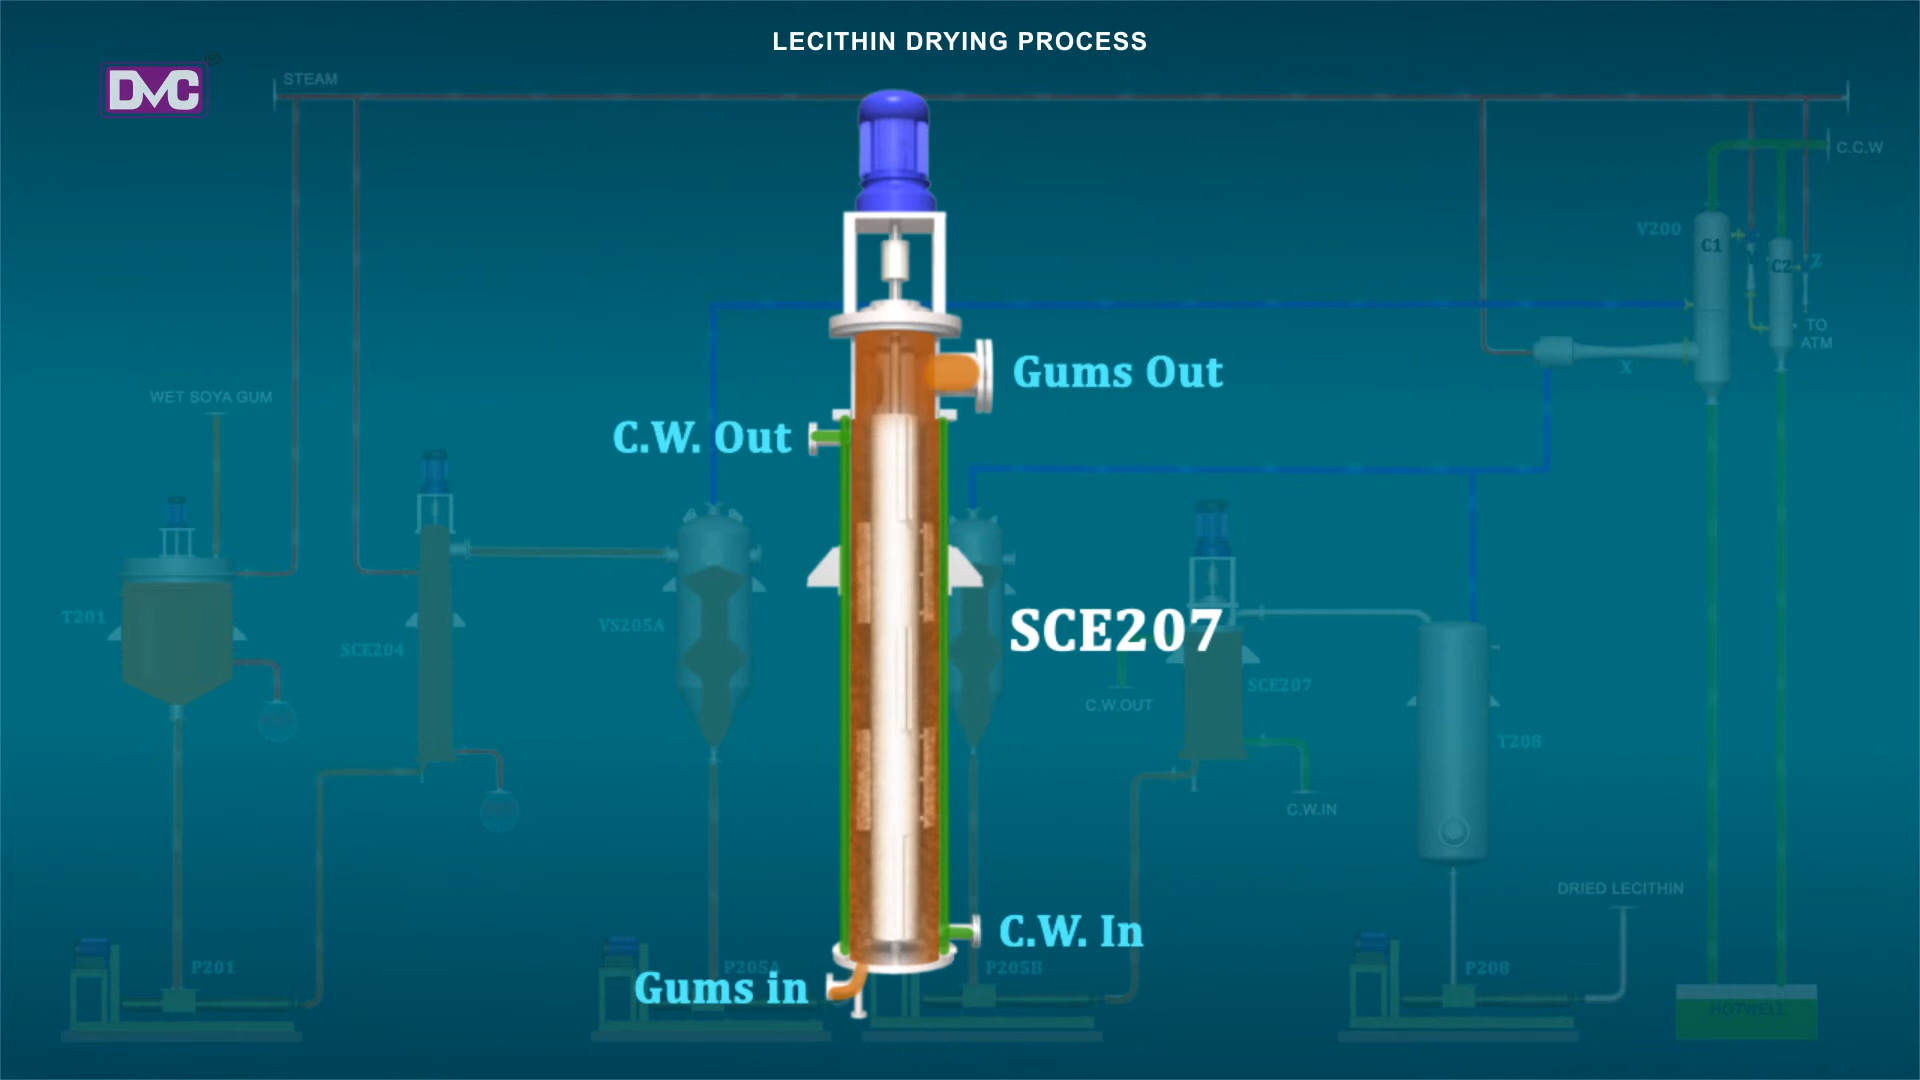 LECITHIN DRYING PROCESS
DVC
®
STEAM
C.C.W
V200
C1
C2
Z
TO
ATM
X
Gums Out
WET SOYA GUM
C.W. Out
T201
SCE204
VS205A
SCE207
SCE207
C.W.OUT
T208
C.W.IN
DRIED LECITHIN
C.W. In
P201
P205A
P205B
P208
Gums in
HOTWELL